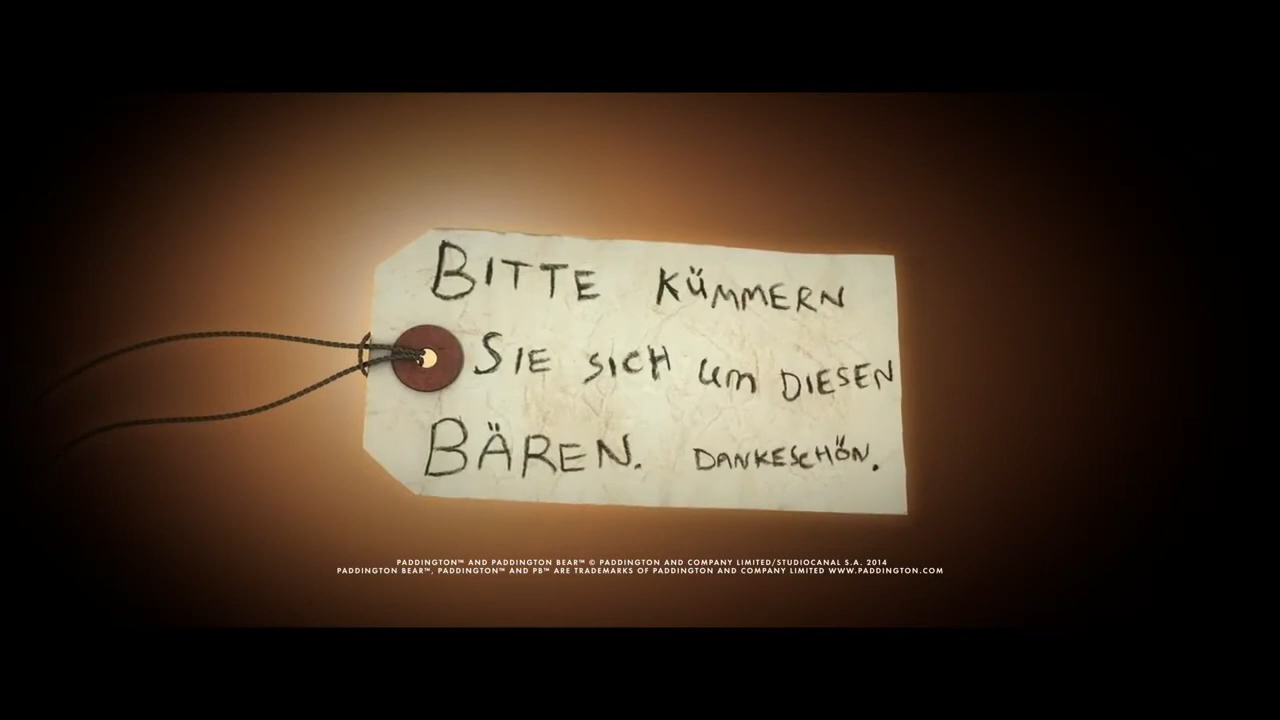 BITTE KÜMMERN
SIE SICH um DIESEN
BÄREN. DANKESCHÖN.
PADDINGTON™ AND PADDINGTON BEAR™ © PADDINGTON AND COMPANY LIMITED/STUDIOCANAL S.A. 2014
PADDINGTON BEAR™, PADDINGTON™ AND PB™ ARE TRADEMARKS OF PADDINGTON AND COMPANY LIMITED WWW.PADDINGTON.COM